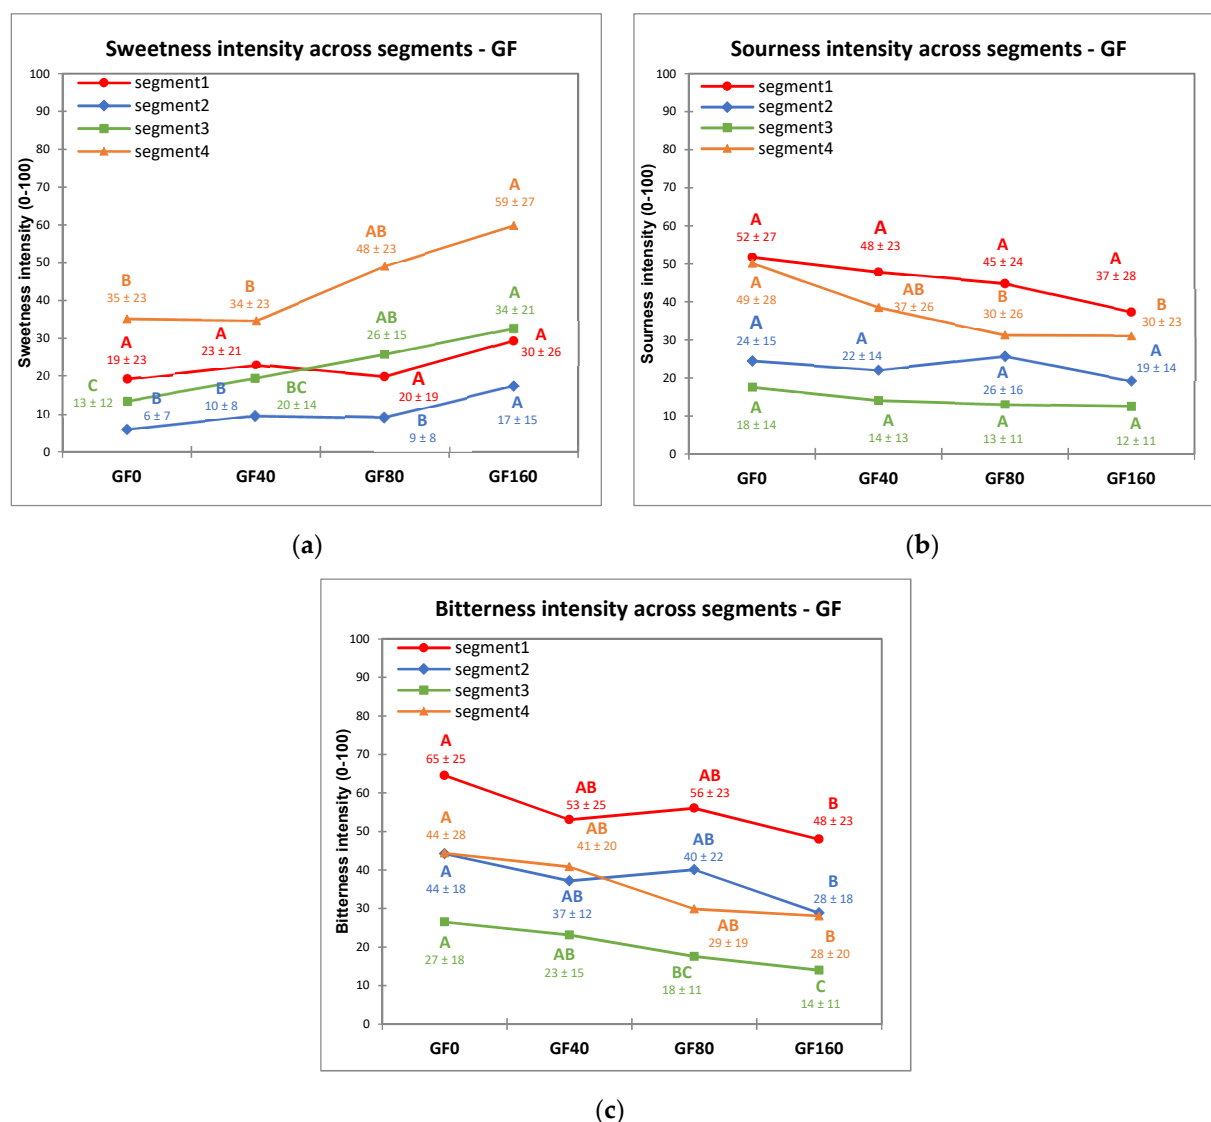 Sweetness intensity across segments - GF
Sweetness intensity (0-100)
100
90
80
70
60
50
40
30
20
10
0
segment1
segment2
segment3
segment4
A
59 ± 27
AB
48 ± 23
B
35 ± 23
B
34 ± 23
A
34 ± 21
AB
26 ± 15
A
19 ± 23
A
23 ± 21
A
30 ± 26
C
13 ± 12
B
6 ± 7
B
10 ± 8
BC
20 ± 14
A
20 ± 19
B
9 ± 8
A
17 ± 15
GF0 GF40 GF80 GF160
(a)
Sourness intensity across segments - GF
Sourness intensity (0-100)
100
90
80
70
60
50
40
30
20
10
0
segment1
segment2
segment3
segment4
A
52 ± 27
A
48 ± 23
A
45 ± 24
A
37 ± 28
A
49 ± 28
AB
37 ± 26
B
30 ± 26
B
30 ± 23
A
24 ± 15
A
22 ± 14
A
26 ± 16
A
19 ± 14
A
18 ± 14
A
14 ± 13
A
13 ± 11
A
12 ± 11
GF0 GF40 GF80 GF160
(b)
Bitterness intensity across segments - GF
Bitterness intensity (0-100)
100
90
80
70
60
50
40
30
20
10
0
segment1
segment2
segment3
segment4
A
65 ± 25
AB
53 ± 25
AB
56 ± 23
B
48 ± 23
A
44 ± 28
AB
41 ± 20
AB
40 ± 22
B
28 ± 18
A
44 ± 18
AB
37 ± 12
AB
29 ± 19
B
28 ± 20
A
27 ± 18
AB
23 ± 15
BC
18 ± 11
C
14 ± 11
GF0 GF40 GF80 GF160
(c)